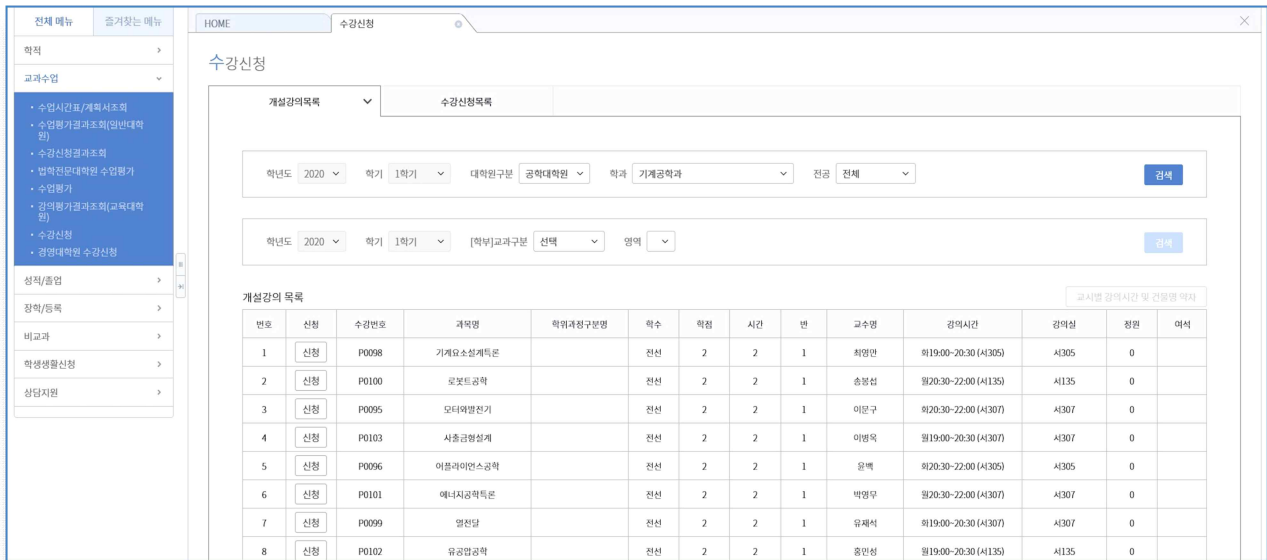 전체 메뉴 즐겨찾는 메뉴
HOME 수강신청
학적
교과수업
• 수업시간표/계획서조회
• 수업평가결과조회(일반대학
원)
• 수강신청결과조회
• 법학전문대학원 수업평가
• 수업평가
• 강의평가결과조회(교육대학
원)
• 수강신청
• 경영대학원 수강신청
성적/졸업
장학/등록
비교과
학생생활신청
상담지원
수강신청
개설강의목록 수강신청목록
학년도 2020 학기 1학기 대학원구분 공학대학원 학과 기계공학과 전공 전체 검색
학년도 2020 학기 1학기 [학부]교과구분 선택 영역 검색
개설강의 목록 교시별 강의시간 및 건물명 약자
번호 신청 수강번호 과목명 학위과정구분명 학수 학점 시간 반 교수명 강의시간 강의실 정원 여석
1 신청 P0098 기계요소설계특론 전선 2 2 1 최영만 화19:00~20:30 (서305) 서305 0
2 신청 P0100 로봇트공학 전선 2 2 1 송봉섭 월20:30~22:00 (서135) 서135 0
3 신청 P0095 모터와발전기 전선 2 2 1 이문구 화20:30~22:00 (서307) 서307 0
4 신청 P0103 사출금형설계 전선 2 2 1 이병옥 월19:00~20:30 (서307) 서307 0
5 신청 P0096 어플라이언스공학 전선 2 2 1 윤백 화20:30~22:00 (서305) 서305 0
6 신청 P0101 에너지공학특론 전선 2 2 1 박영무 월20:30~22:00 (서307) 서307 0
7 신청 P0099 열전달 전선 2 2 1 유재석 화19:00~20:30 (서307) 서307 0
8 신청 P0102 유공압공학 전선 2 2 1 홍민성 월19:00~20:30 (서135) 서135 0